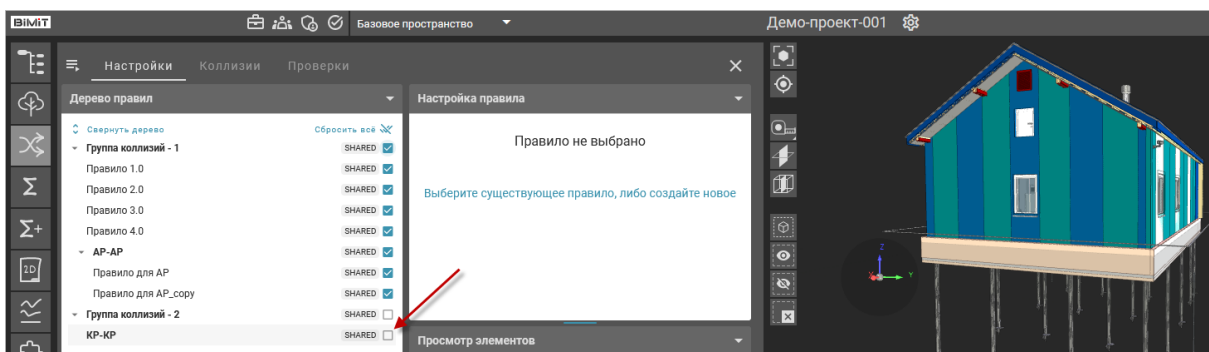 BIMIT
Базовое пространство
Демо-проект-001
Настройки Коллизии Проверки
Дерево правил
Свернуть дерево Сбросить всё
Группа коллизий - 1 SHARED
Правило 1.0 SHARED
Правило 2.0 SHARED
Правило 3.0 SHARED
Правило 4.0 SHARED
АР-АР SHARED
Правило для АР SHARED
Правило для АР_copy SHARED
Группа коллизий - 2 SHARED
КР-КР SHARED
Настройка правила
Правило не выбрано
Выберите существующее правило, либо создайте новое
Просмотр элементов
Σ
Σ+
2D
Z
X
Y